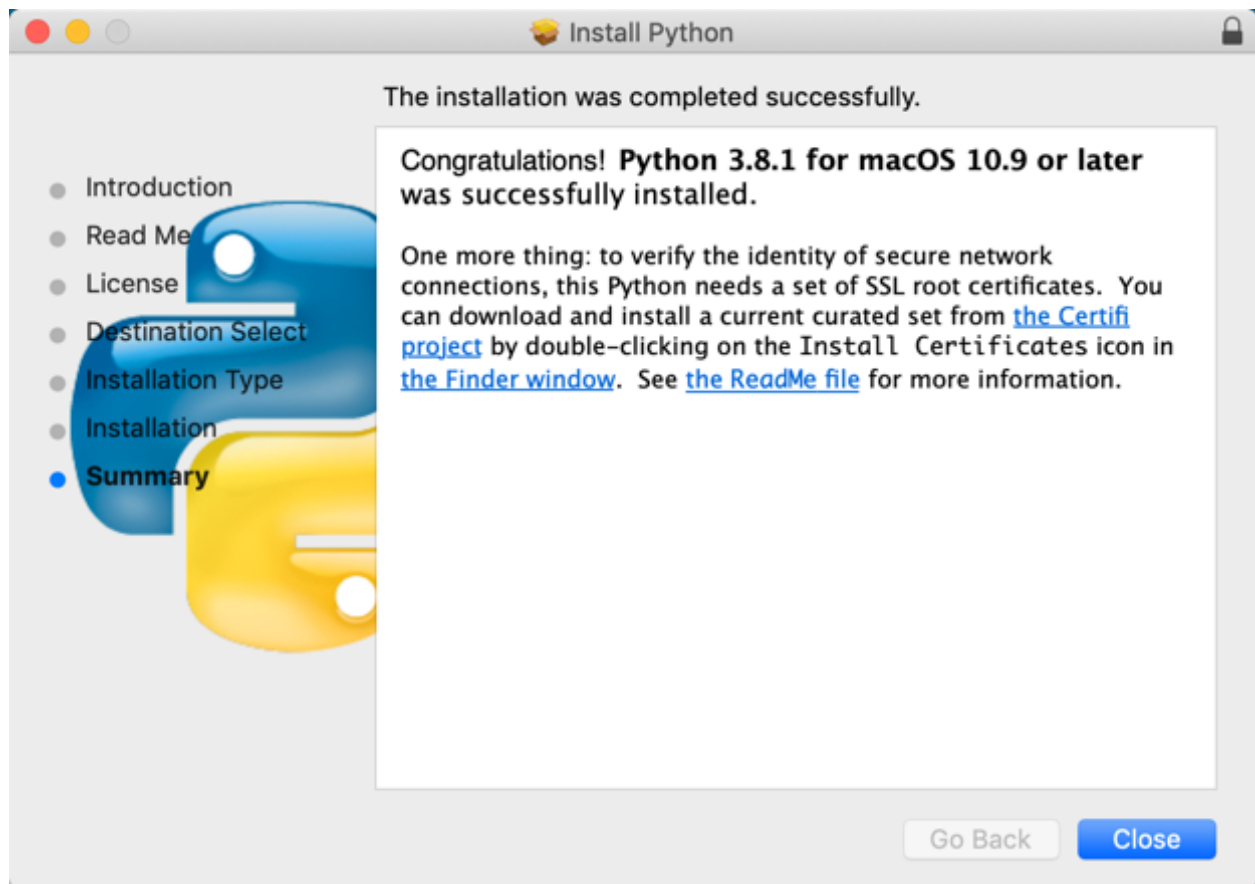 Install Python
The installation was completed successfully.
Introduction
Read Me
License
Destination Select
Installation Type
Installation
Summary
Congratulations! Python 3.8.1 for macOS 10.9 or later
was successfully installed.
One more thing: to verify the identity of secure network
connections, this Python needs a set of SSL root certificates.  You
can download and install a current curated set from the Certifi
project by double-clicking on the Install Certificates icon in
the Finder window.  See the ReadMe file for more information.
Go Back
Close